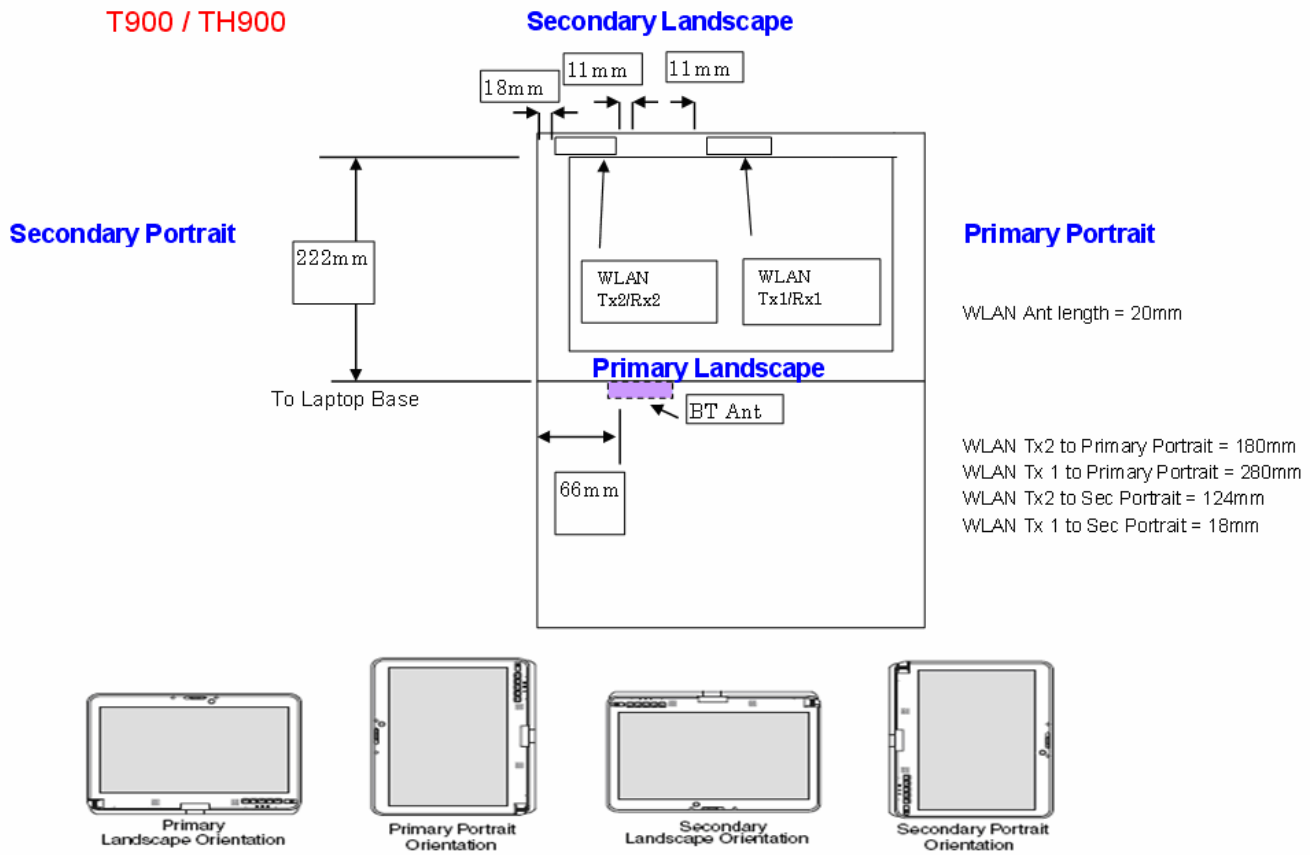 T900 / TH900
Secondary Landscape
11mm
11mm
18mm
Secondary Portrait
Primary Portrait
222mm
WLAN
Tx2/Rx2
WLAN
Tx1/Rx1
WLAN Ant length = 20mm
Primary Landscape
To Laptop Base
BT Ant
66mm
WLAN Tx2 to Primary Portrait = 180mm
WLAN Tx 1 to Primary Portrait = 280mm
WLAN Tx2 to Sec Portrait = 124mm
WLAN Tx 1 to Sec Portrait = 18mm
Primary
Landscape Orientation
Primary Portrait
Orientation
Secondary
Landscape Orientation
Secondary Portrait
Orientation